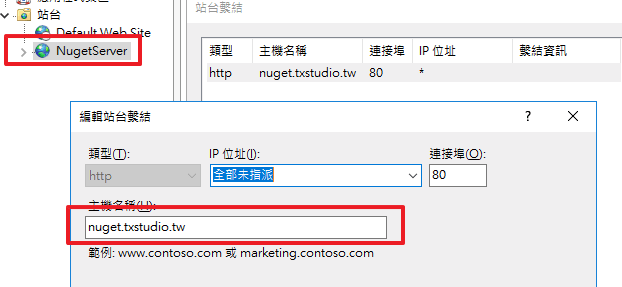 站台繫結
站台
Default Web Site
NugetServer
類型 主機名稱 連接埠 IP 位址 繫結資訊
http nuget.txstudio.tw 80 *
編輯站台繫結 ? ×
類型(T): IP 位址(I): 連接埠(O):
http 全部未指派 80
主機名稱(H):
nuget.txstudio.tw
範例: www.contoso.com 或 marketing.contoso.com